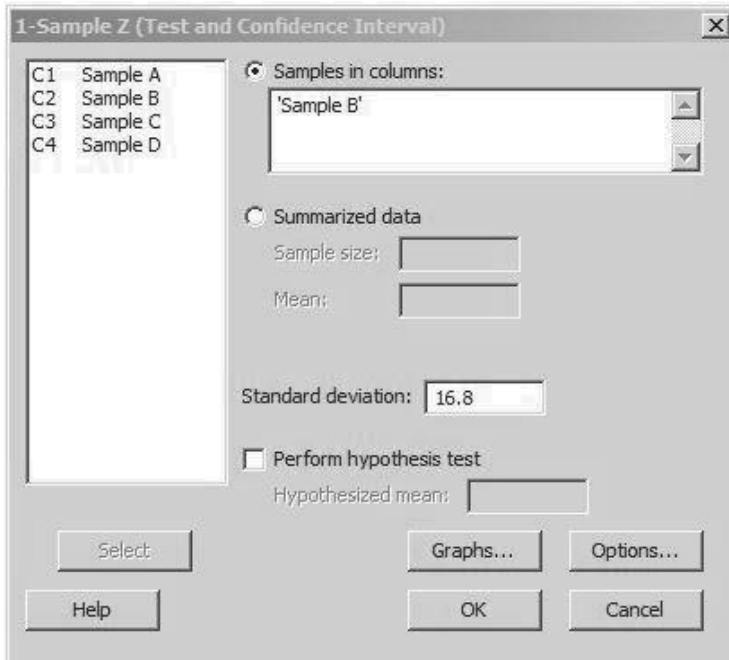 1-Sample Z (Test and Confidence Interval)
C1 Sample A
C2 Sample B
C3 Sample C
C4 Sample D
Samples in columns:
'Sample B'
Summarized data
Sample size:
Mean:
Standard deviation: 16.8
Perform hypothesis test
Hypothesized mean:
Select
Graphs... Options...
Help OK Cancel